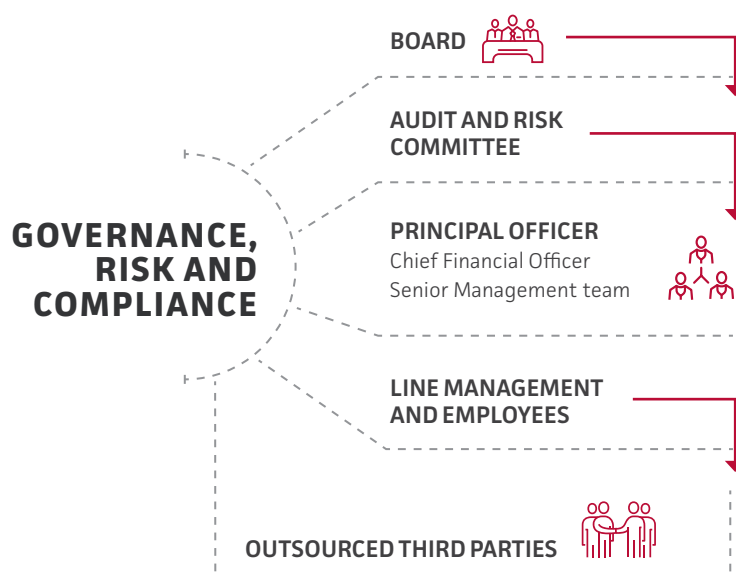 BOARD
AUDIT AND RISK
COMMITTEE
GOVERNANCE,
RISK AND
COMPLIANCE
PRINCIPAL OFFICER
Chief Financial Officer
Senior Management team
LINE MANAGEMENT
AND EMPLOYEES
OUTSOURCED THIRD PARTIES